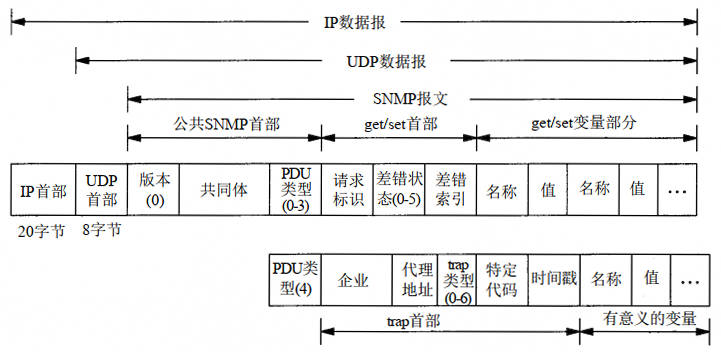 IP数据报
UDP数据报
SNMP报文
公共SNMP首部 get/set首部 get/set变量部分
IP首部 UDP首部 版本(0) 共同体 PDU类型(0-3) 请求标识 差错状态(0-5) 差错索引 名称 值 名称 值 …
20字节 8字节
PDU类型(4) 企业 代理地址 trap类型(0-6) 特定代码 时间戳 名称 值 …
trap首部 有意义的变量